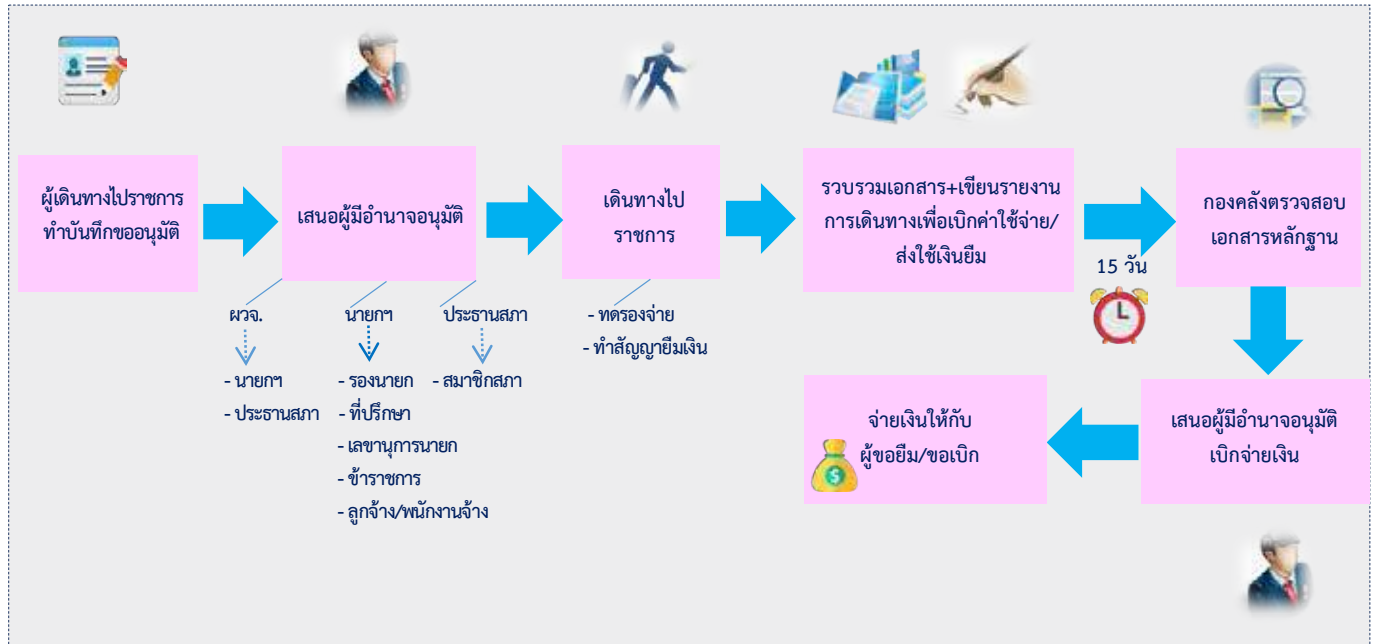 ผู้เดินทางไปราชการ
ทำบันทึกขออนุมัติ
เสนอผู้มีอำนาจอนุมัติ
เดินทางไป
ราชการ
รวบรวมเอกสาร+เขียนรายงาน
การเดินทางเพื่อเบิกค่าใช้จ่าย/
ส่งใช้เงินยืม
15 วัน
กองคลังตรวจสอบ
เอกสารหลักฐาน
ผวจ.
- นายกฯ
- ประธานสภา
นายกฯ
- รองนายก
- ที่ปรึกษา
- เลขานุการนายก
- ข้าราชการ
- ลูกจ้าง/พนักงานจ้าง
ประธานสภา
- สมาชิกสภา
- ทดรองจ่าย
- ทำสัญญายืมเงิน
เสนอผู้มีอำนาจอนุมัติ
เบิกจ่ายเงิน
จ่ายเงินให้กับ
ผู้ขอยืม/ขอเบิก